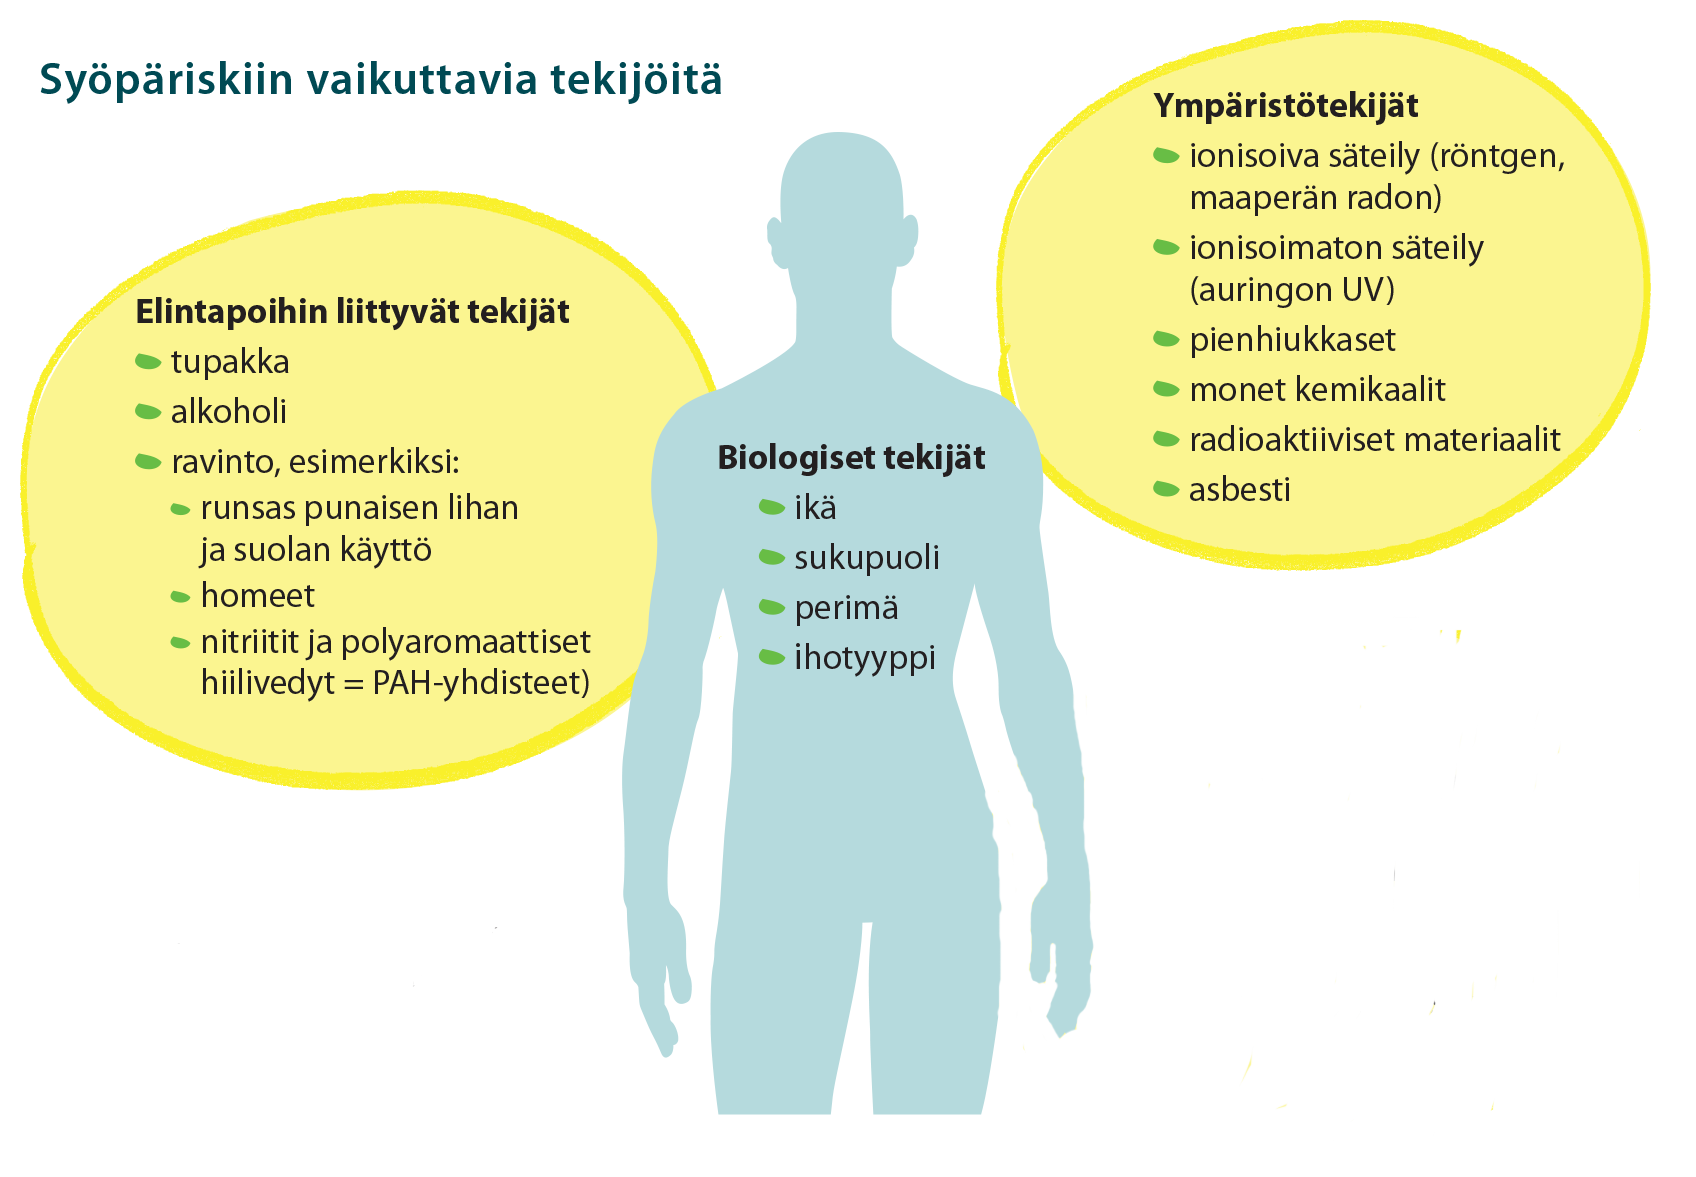 Syöpäriskiin vaikuttavia tekijöitä
Elintapoihin liittyvät tekijät
tupakka
alkoholi
ravinto, esimerkiksi:
runsas punaisen lihan
ja suolan käyttö
homeet
nitriitit ja polyaromaattiset
hiilivedyt = PAH-yhdisteet)
Biologiset tekijät
ikä
sukupuoli
perimä
ihotyyppi
Ympäristötekijät
ionisoiva säteily (röntgen,
maaperän radon)
ionisoimaton säteily
(auringon UV)
pienhiukkaset
monet kemikaalit
radioaktiiviset materiaalit
asbesti